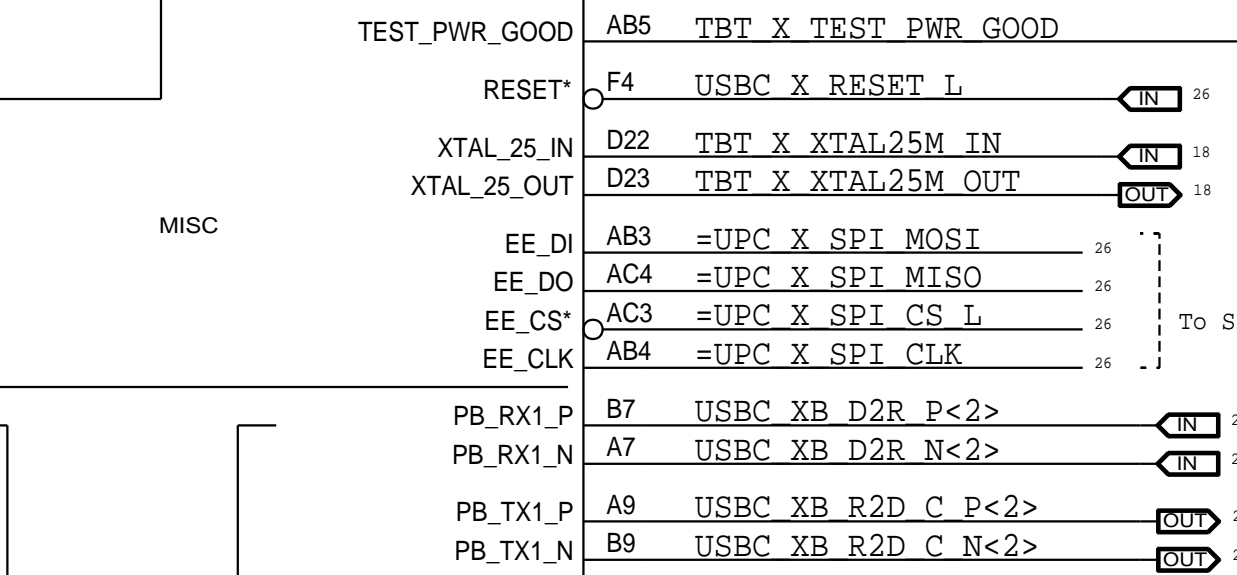 TEST_PWR_GOOD AB5 TBT_X_TEST_PWR_GOOD
RESET* F4 USBC_X_RESET_L IN 26
XTAL_25_IN D22 TBT_X_XTAL25M_IN IN 18
XTAL_25_OUT D23 TBT_X_XTAL25M_OUT OUT 18
MISC
EE_DI AB3 =UPC_X_SPI_MOSI 26
EE_DO AC4 =UPC_X_SPI_MISO 26
EE_CS* AC3 =UPC_X_SPI_CS_L 26 To S
EE_CLK AB4 =UPC_X_SPI_CLK 26
PB_RX1_P B7 USBC_XB_D2R_P<2> IN
PB_RX1_N A7 USBC_XB_D2R_N<2> IN
PB_TX1_P A9 USBC_XB_R2D_C_P<2> OUT
PB_TX1_N B9 USBC_XB_R2D_C_N<2> OUT